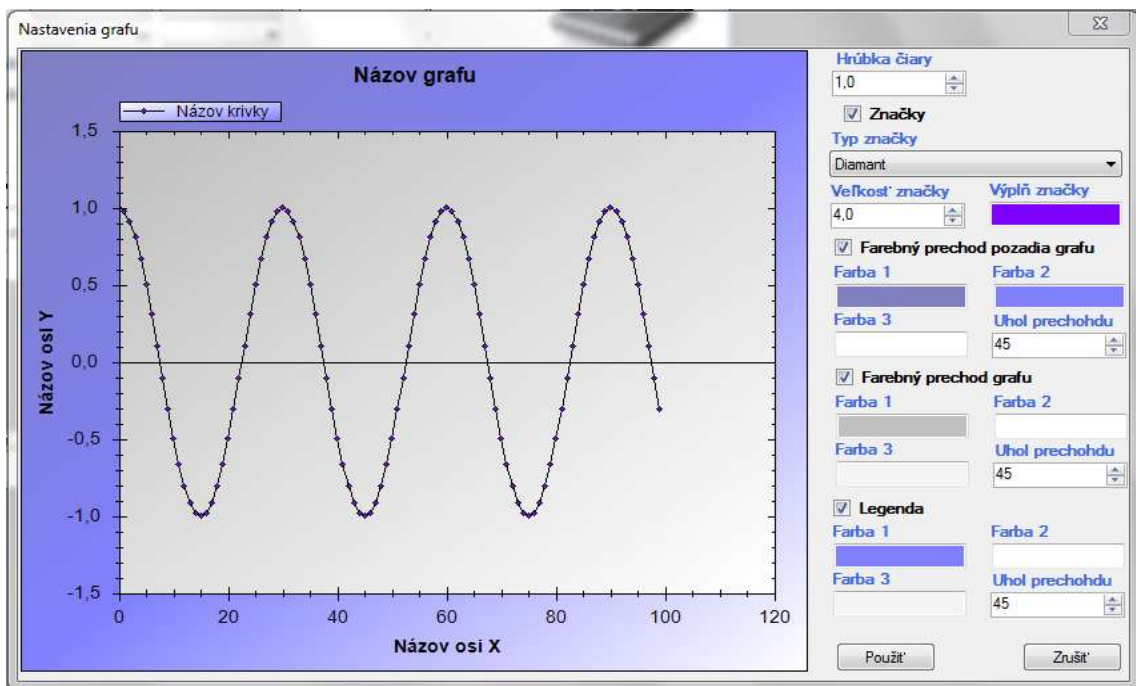 Nastavenia grafu
Názov grafu
Názov krivky
1,5
1,0
0,5
0,0
-0,5
-1,0
-1,5
Názov osi Y
0 20 40 60 80 100 120
Názov osi X
Hrúbka čiary
1,0
Značky
Typ značky
Diamant
Veľkosť značky Výplň značky
4,0
Farebný prechod pozadia grafu
Farba 1 Farba 2
Farba 3 Uhol prechohdu
45
Farebný prechod grafu
Farba 1 Farba 2
Farba 3 Uhol prechohdu
45
Legenda
Farba 1 Farba 2
Farba 3 Uhol prechohdu
45
Použiť Zrušiť